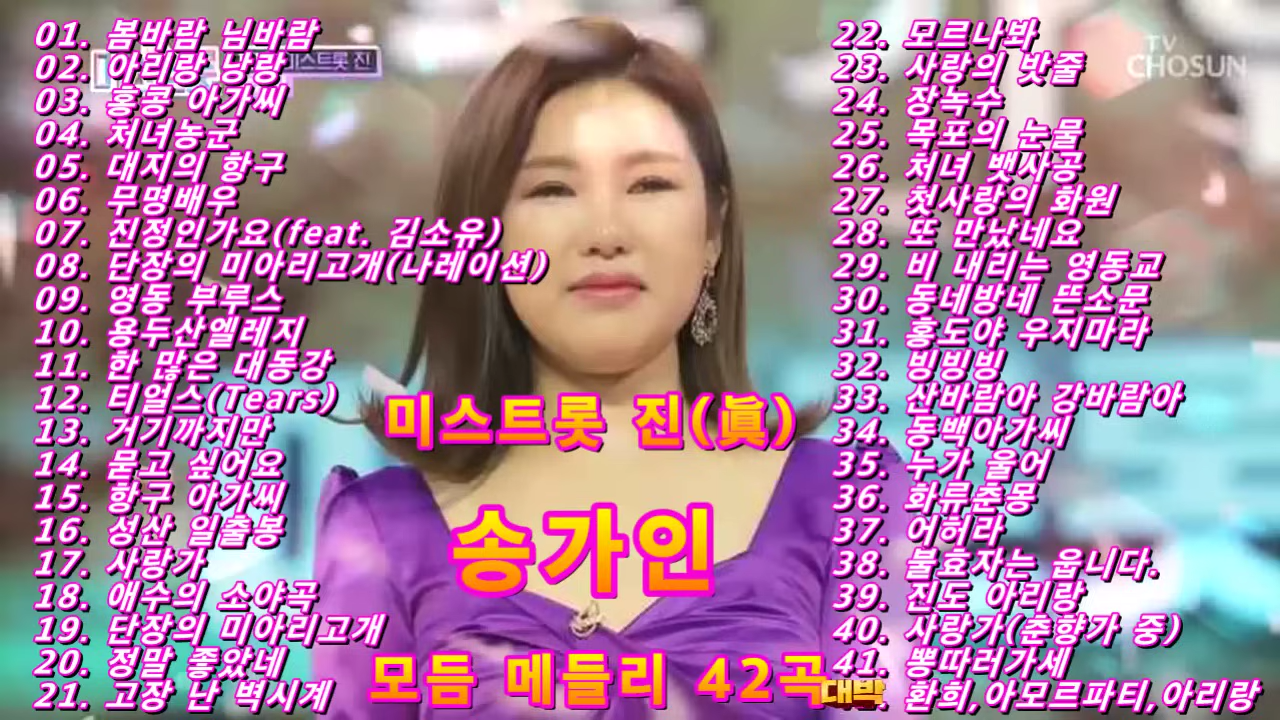 01. 봄바람 님바람
02. 아리랑 낭랑
미스트롯 진
03. 홍콩 아가씨
04. 처녀농군
05. 대지의 항구
06. 무명배우
07. 진정인가요(feat. 김소유)
08. 단장의 미아리고개(나레이션)
09. 영동 부루스
10. 용두산엘레지
11. 한 많은 대동강
12. 티얼스(Tears)
13. 거기까지만
14. 묻고 싶어요
15. 항구 아가씨
16. 성산 일출봉
17. 사랑가
18. 애수의 소야곡
19. 단장의 미아리고개
20. 정말 좋았네
21. 고장 난 벽시계
미스트롯 진(眞)
송가인
모듬 메들리 42곡
대박
22. 모르나봐
23. 사랑의 밧줄
24. 장녹수
25. 목포의 눈물
26. 처녀 뱃사공
27. 첫사랑의 화원
28. 또 만났네요
29. 비 내리는 영동교
30. 동네방네 뜬소문
31. 홍도야 우지마라
32. 빙빙빙
33. 산바람아 강바람아
34. 동백아가씨
35. 누가 울어
36. 화류춘몽
37. 어허라
38. 불효자는 웁니다.
39. 진도 아리랑
40. 사랑가(춘향가 중)
41. 뽕따러가세
환희,아모르파티,아리랑
TV
CHOSUN